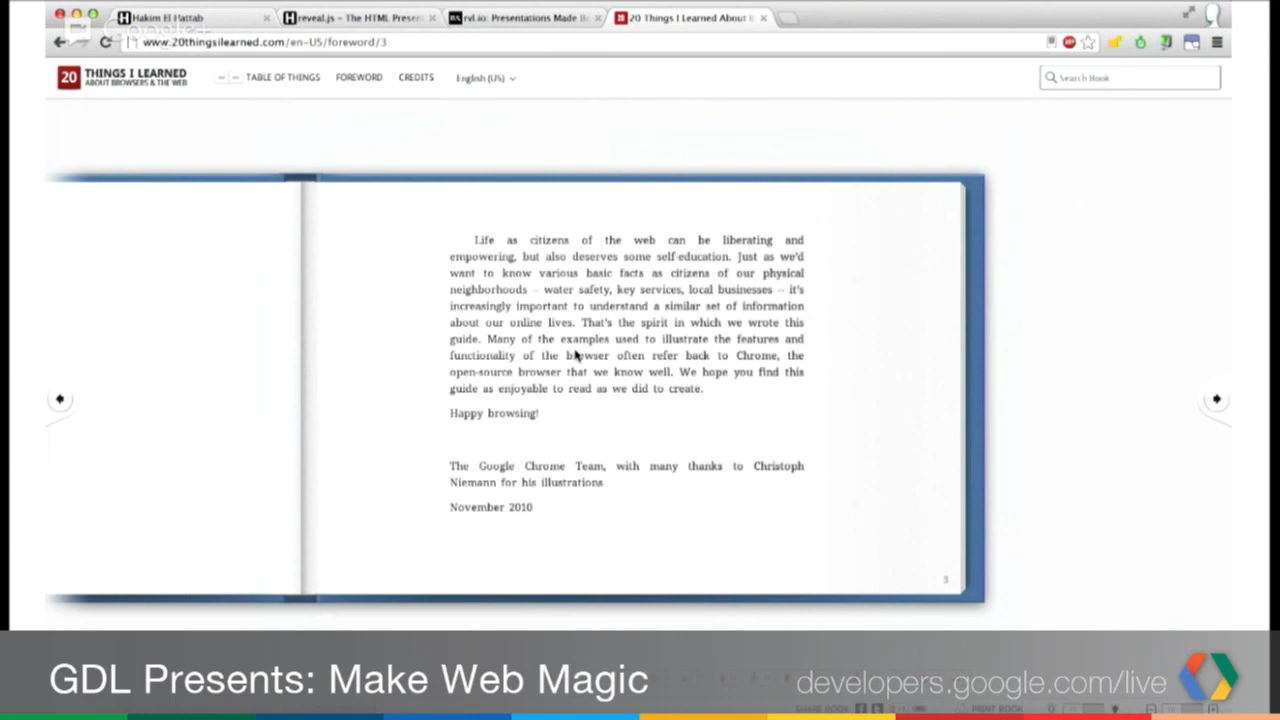 Hakim El Hattab
reveal.js – The HTML Presen
rvl.io: Presentations Made B
20 Things I Learned About B
www.20thingsilearned.com/en-US/foreword/3
20 THINGS I LEARNED
ABOUT BROWSERS & THE WEB
TABLE OF THINGS
FOREWORD
CREDITS
English (US)
Search Book
Life as citizens of the web can be liberating and
empowering, but also deserves some self-education. Just as we'd
want to know various basic facts as citizens of our physical
neighborhoods – water safety, key services, local businesses – it's
increasingly important to understand a similar set of information
about our online lives. That's the spirit in which we wrote this
guide. Many of the examples used to illustrate the features and
functionality of the browser often refer back to Chrome, the
open-source browser that we know well. We hope you find this
guide as enjoyable to read as we did to create.
Happy browsing!
The Google Chrome Team, with many thanks to Christoph
Niemann for his illustrations
November 2010
3
GDL Presents: Make Web Magic
developers.google.com/live
SHARE BOOK
PRINT BOOK